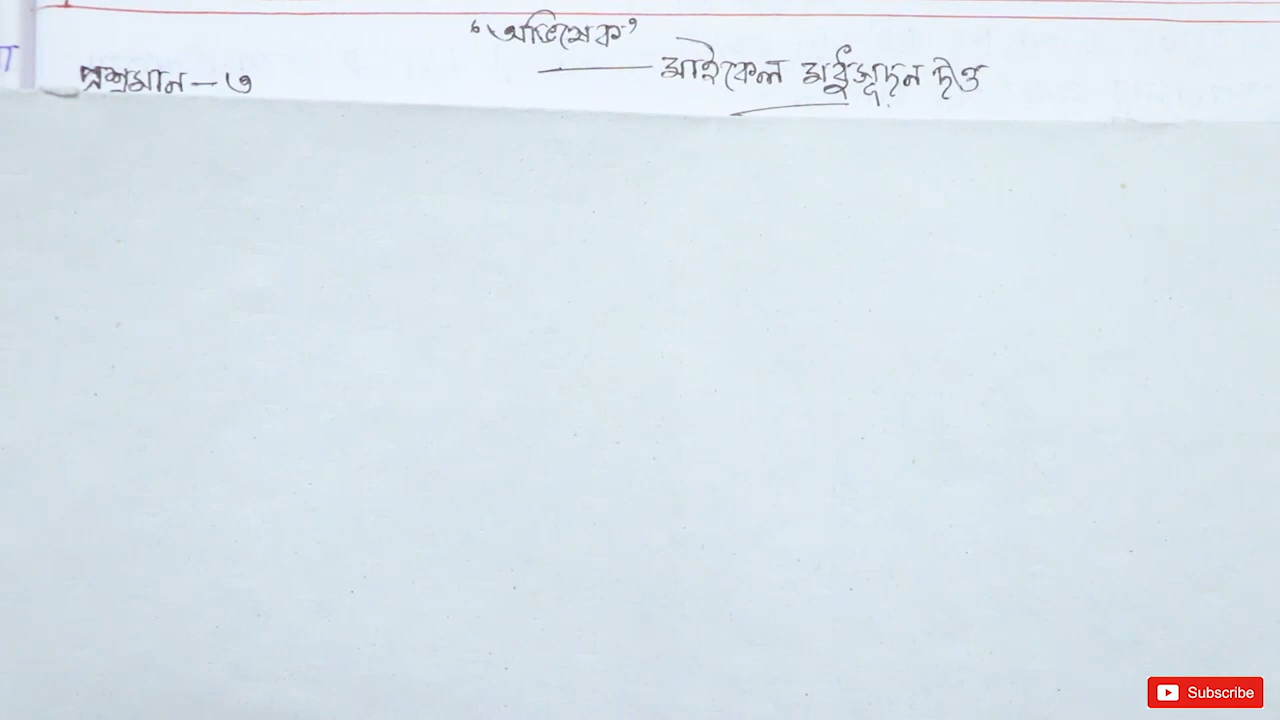 ‘অভিষেক’
— মাইকেল মধুসূদন দত্ত
প্রশ্নমান – ৩
Subscribe